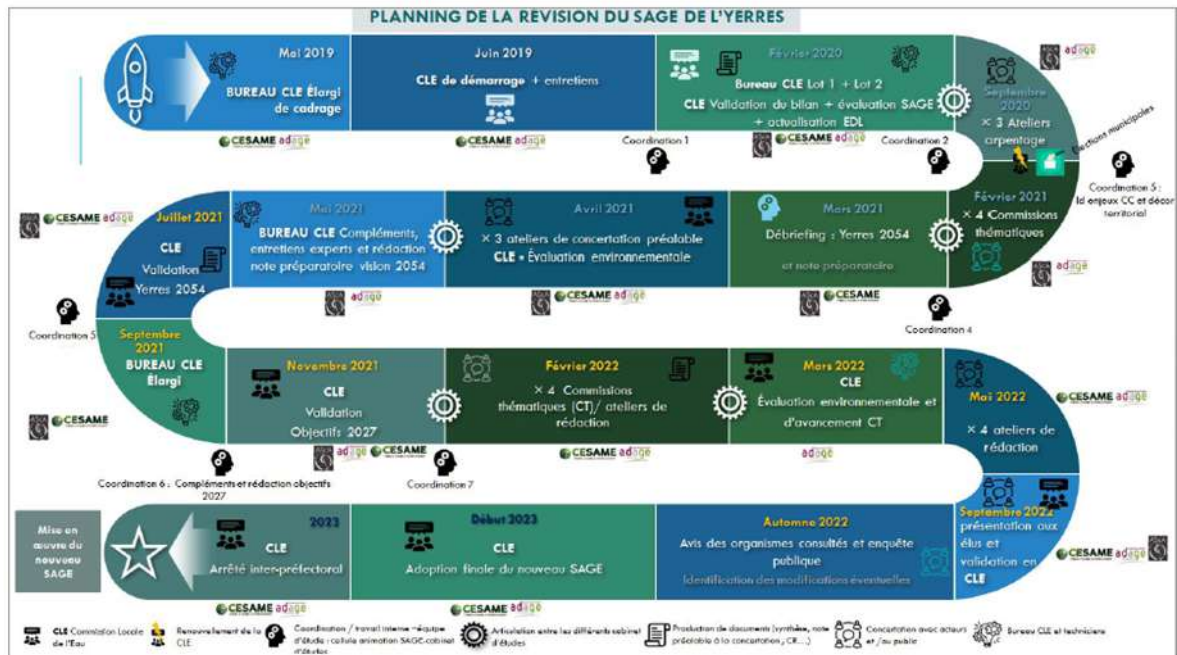 PLANNING DE LA REVISION DU SAGE DE L'YERRES
Mai 2019
BUREAU CLE Élargi
de cadrage
CESAME adage
Juin 2019
CLE de démarrage + entretiens
CESAME adage
Coordination 1
Février 2020
Bureau CLE Lot 1 + Lot 2
CLE Validation du bilan + évaluation SAGE
+ actualisation EDL
CESAME adage
Coordination 2
adage
Septembre
2020
× 3 Ateliers
arpentage
Elections municipales
Coordination 5 :
Id enjeux CC et décor
territorial
Février 2021
× 4 Commissions
thématiques
adage
Mars 2021
Débriefing : Yerres 2054
et note préparatoire
CESAME
Coordination 4
Avril 2021
× 3 ateliers de concertation préalable
CLE • Évaluation environnementale
CESAME adage
Mai 2021
BUREAU CLE Compléments,
entretiens experts et rédaction
note préparatoire vision 2054
adage
CESAME adage
Juillet 2021
CLE
Validation
Yerres 2054
Coordination 5
Septembre
2021
BUREAU CLE
Élargi
CESAME
Coordination 6 : Compléments et rédaction objectifs
2027
Novembre 2021
CLE
Validation
Objectifs 2027
adage CESAME
Coordination 7
Février 2022
× 4 Commissions
thématiques (CT)/ ateliers de
rédaction
CESAME adage
Mars 2022
CLE
Évaluation environnementale et
d'avancement CT
adage
Mai 2022
× 4 ateliers de
rédaction
CESAME adage
Septembre 2022
présentation aux
élus et
validation en
CLE
CESAME adage
Automne 2022
Avis des organismes consultés et enquête
publique
Identification des modifications éventuelles
Début 2023
CLE
Adoption finale du nouveau SAGE
CESAME adage
2023
CLE
Arrêté inter-préfectoral
CESAME adage
Mise en
œuvre du
nouveau
SAGE
CLE Commission Locale
de l'Eau
Renouvellement de la
CLE
Coordination / travail interne –équipe
d'étude : cellule animation SAGE-cabinet
d'études
Articulation entre les différents cabinet
d'études
Production de documents (synthèse, note
préalable à la concertation , CR...)
Concertation avec acteurs
et /ou public
Bureau CLE et techniciens